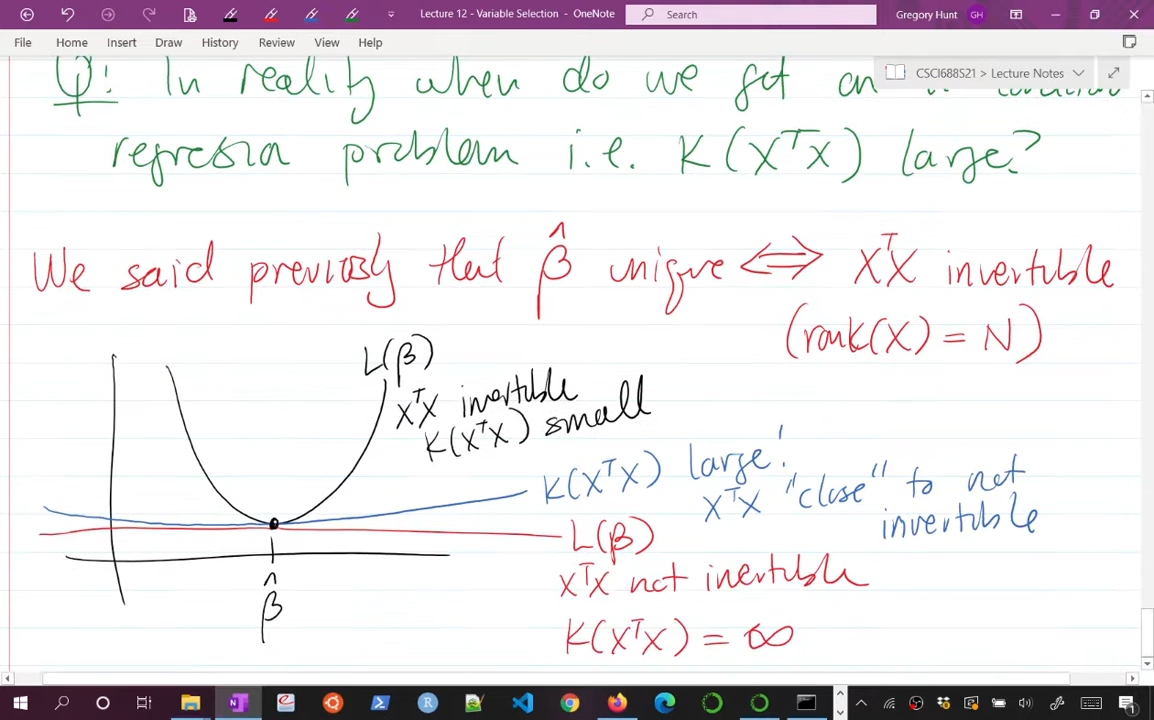 Lecture 12 - Variable Selection - OneNote
Search
Gregory Hunt GH
File Home Insert Draw History Review View Help
CSCI688S21 > Lecture Notes
Q: In reality when do we get an
regression problem i.e. K(XᵀX) large?
We said previously that β̂ unique <=> XᵀX invertible
(rank(X) = N)
L(β)
XᵀX invertible
K(XᵀX) small
K(XᵀX) large!
XᵀX "close" to not
invertible
L(β)
XᵀX not invertible
K(XᵀX) = ∞
β̂